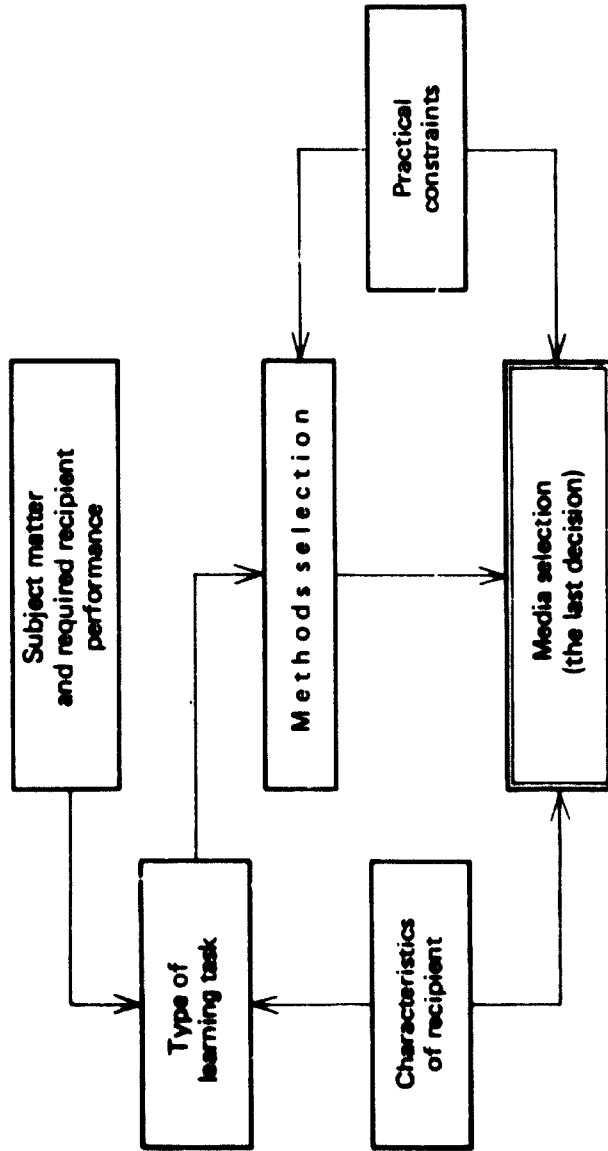 Subject matter
and required recipient
performance
Type of
learning task
Methods selection
Practical
constraints
Characteristics
of recipient
Media selection
(the last decision)